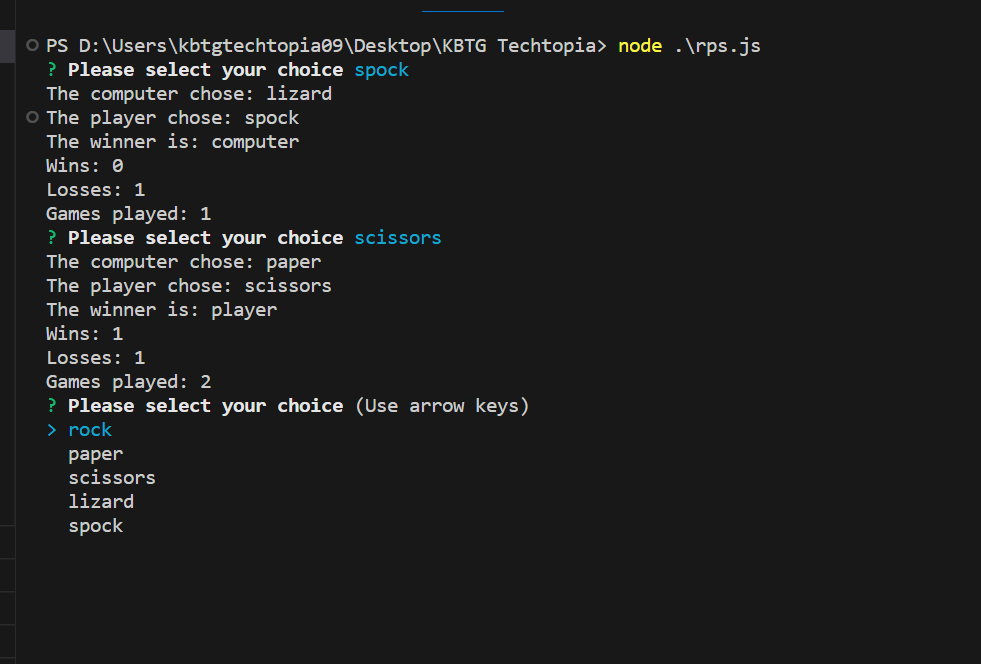 PS D:\Users\kbtgtechtopia09\Desktop\KBTG Techtopia> node .\rps.js
? Please select your choice spock
The computer chose: lizard
The player chose: spock
The winner is: computer
Wins: 0
Losses: 1
Games played: 1
? Please select your choice scissors
The computer chose: paper
The player chose: scissors
The winner is: player
Wins: 1
Losses: 1
Games played: 2
? Please select your choice (Use arrow keys)
> rock
paper
scissors
lizard
spock